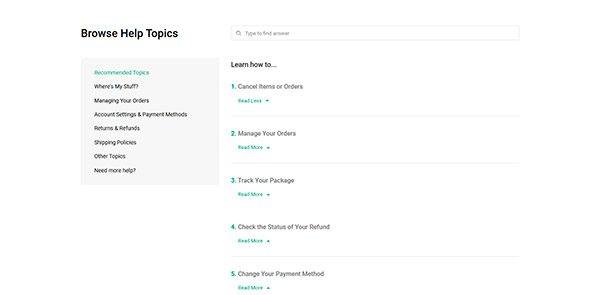 Browse Help Topics
Type to find answer
Recommended Topics
Where's My Stuff?
Managing Your Orders
Account Settings & Payment Methods
Returns & Refunds
Shipping Policies
Other Topics
Need more help?
Learn how to...
1. Cancel Items or Orders
Read Less
2. Manage Your Orders
Read More
3. Track Your Package
Read More
4. Check the Status of Your Refund
Read More
5. Change Your Payment Method
Read More